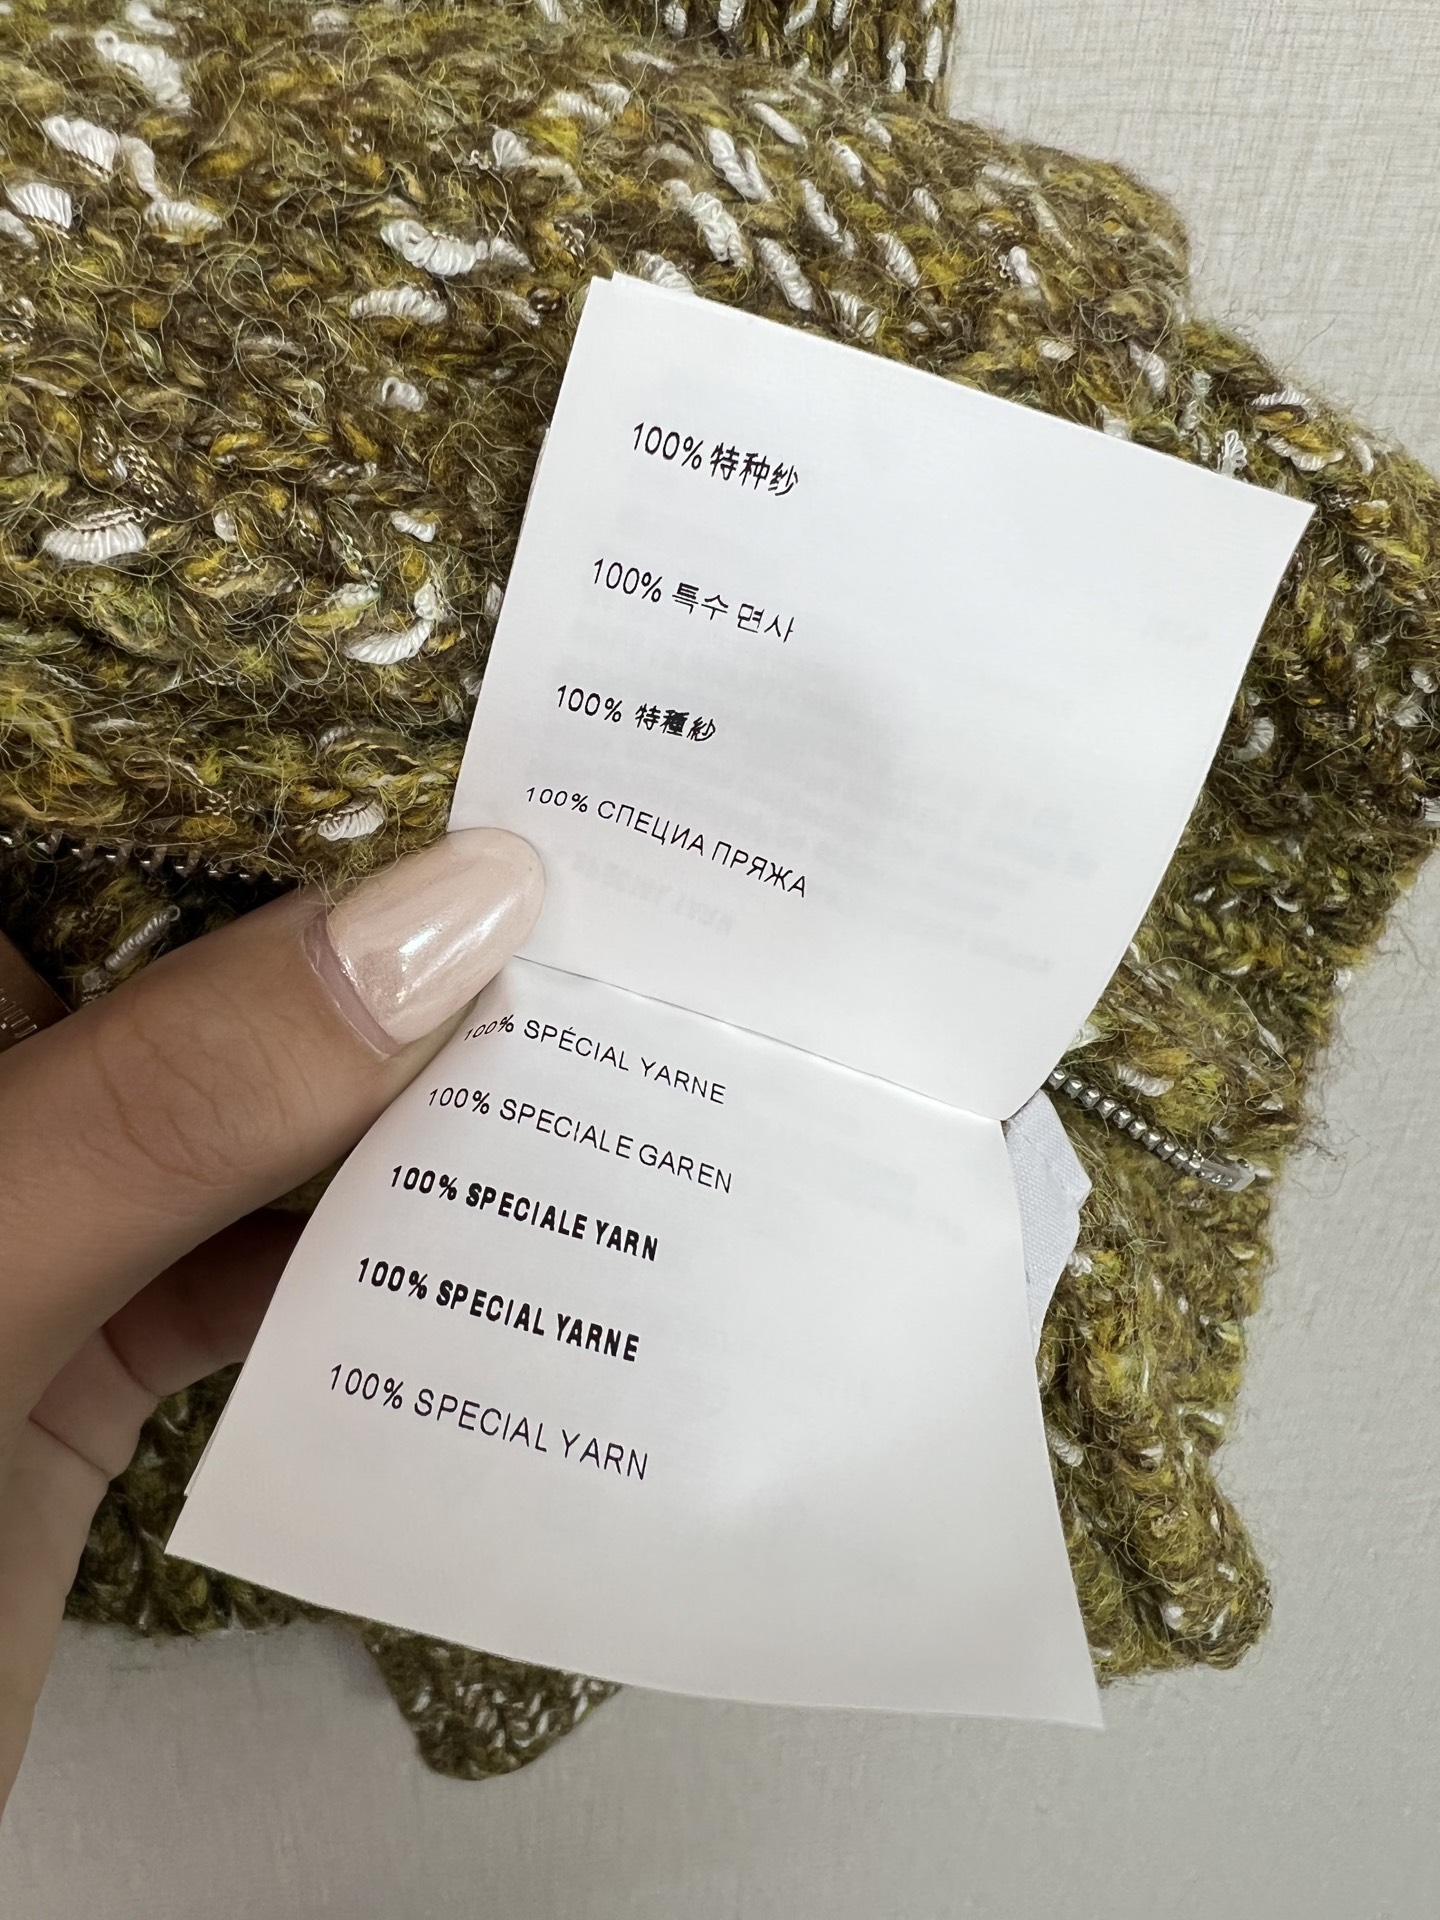 100% 特种纱
100% 특수 면사
100% 特種紗
100% СПЕЦИА ПРЯЖА
100% SPÉCIAL YARNE
100% SPECIALE GAREN
100% SPECIALE YARN
100% SPECIAL YARNE
100% SPECIAL YARN